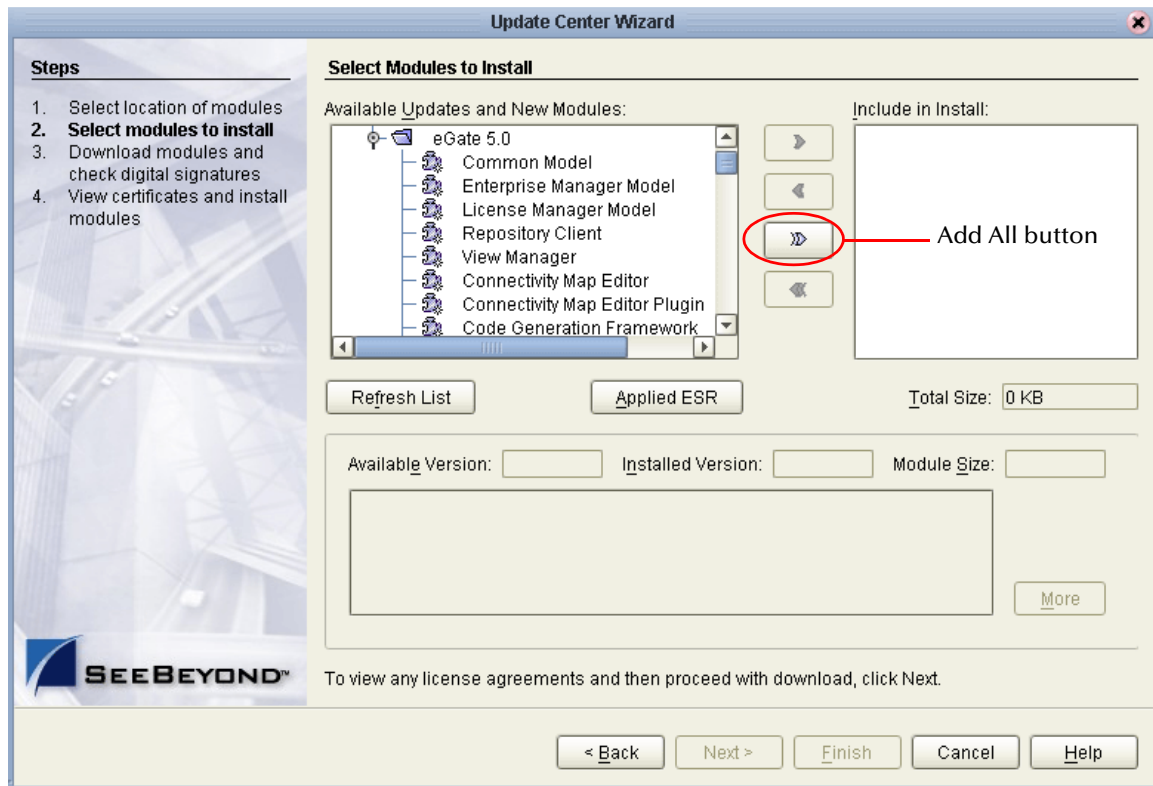 Update Center Wizard
Steps
1. Select location of modules
2. Select modules to install
3. Download modules and
check digital signatures
4. View certificates and install
modules
SEEBEYOND™
Select Modules to Install
Available Updates and New Modules:
eGate 5.0
Common Model
Enterprise Manager Model
License Manager Model
Repository Client
View Manager
Connectivity Map Editor
Connectivity Map Editor Plugin
Code Generation Framework
Include in Install:
Add All button
Refresh List
Applied ESR
Total Size: 0 KB
Available Version:
Installed Version:
Module Size:
More
To view any license agreements and then proceed with download, click Next.
< Back
Next >
Finish
Cancel
Help